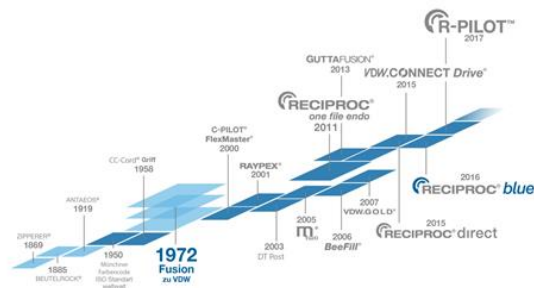 R-PILOT™
2017
GUTTAFUSION®
2013
VDW.CONNECT Drive®
2015
RECIPROC®
one file endo
2011
C-PILOT®
FlexMaster®
2000
CC-Cord® Griff
1958
RAYPEX®
2001
2016
RECIPROC® blue
ANTAEOS®
1919
2007
VDW.GOLD®
ZIPPERER®
1869
2005
mtwo
2006
BeeFill®
2015
RECIPROC® direct
1885
BEUTELROCK®
1950
Münchner
Farbencode
ISO Standard
weltweit
1972
Fusion
zu VDW
2003
DT Post